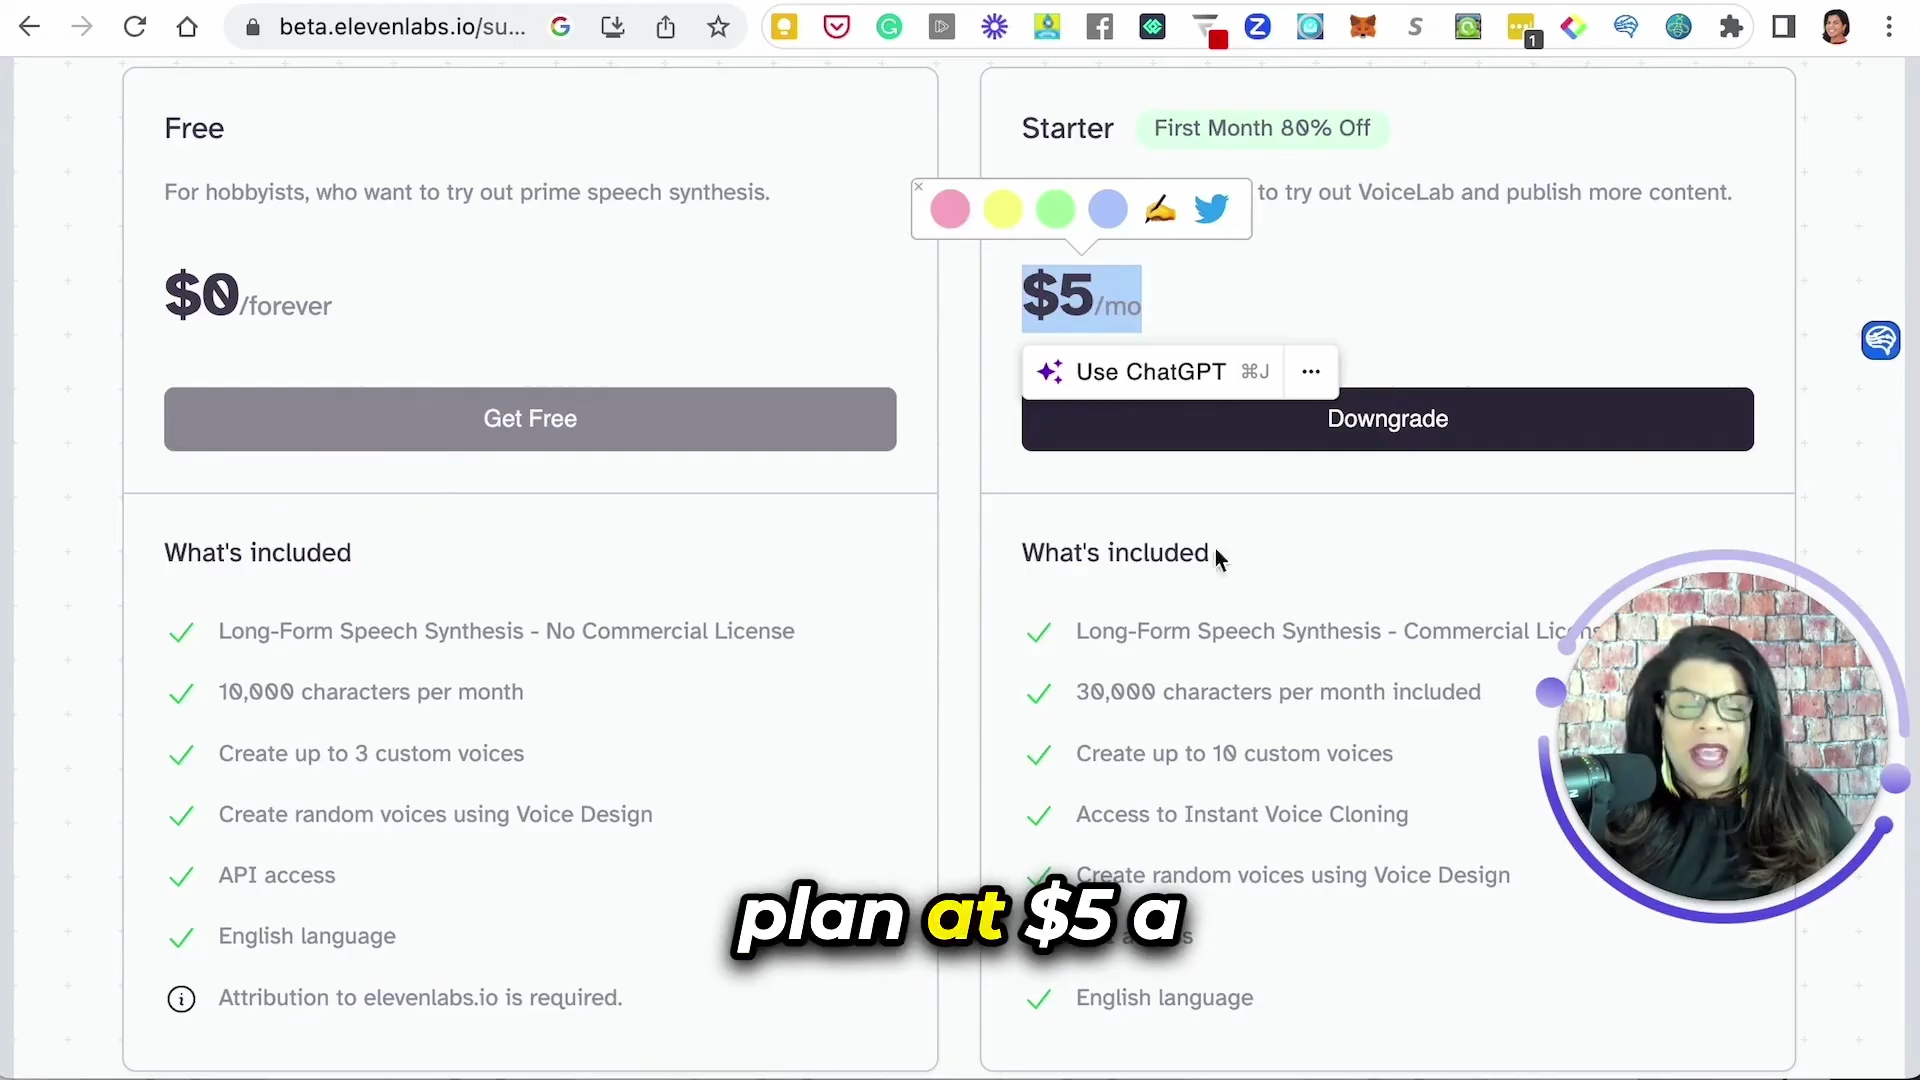 beta.elevenlabs.io/su...
1
Free
For hobbyists, who want to try out prime speech synthesis.
$0/forever
Get Free
What's included
Long-Form Speech Synthesis - No Commercial License
10,000 characters per month
Create up to 3 custom voices
Create random voices using Voice Design
API access
English language
Attribution to elevenlabs.io is required.
Starter
First Month 80% Off
to try out VoiceLab and publish more content.
$5/mo
Use ChatGPT ⌘J
Downgrade
What's included
Long-Form Speech Synthesis - Commercial
30,000 characters per month included
Create up to 10 custom voices
Access to Instant Voice Cloning
Create random voices using Voice Design
English language
plan at $5 a